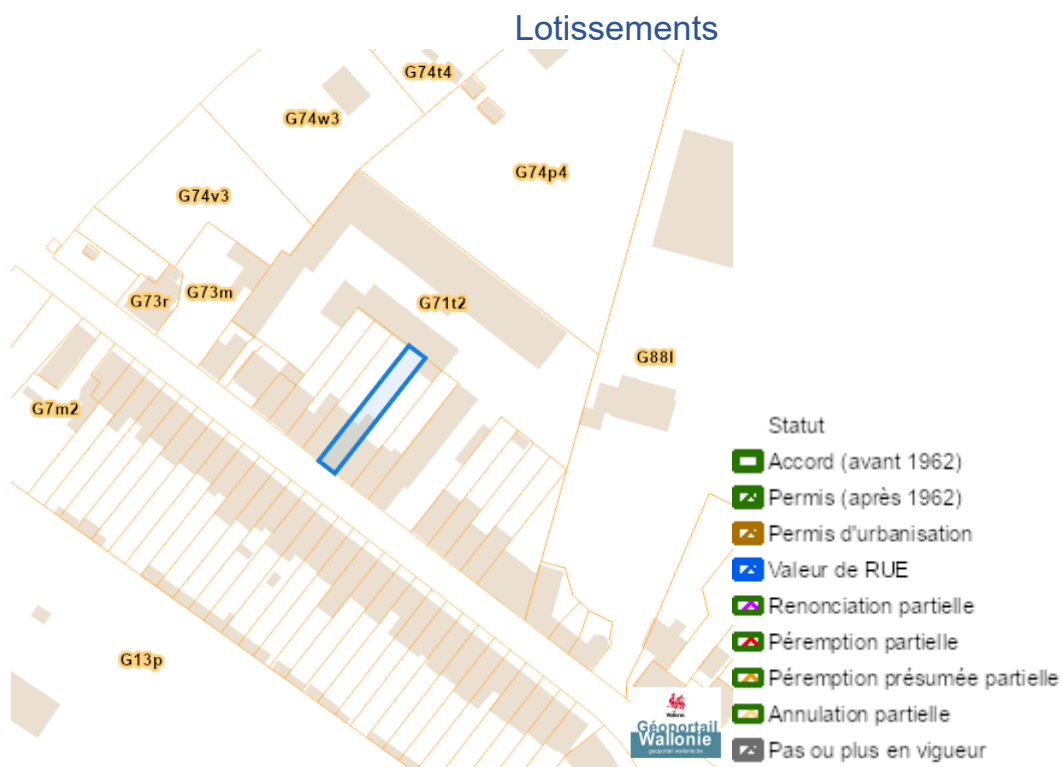 Lotissements
G74t4
G74w3
G74p4
G74v3
G73m
G73r
G71t2
G88l
G7m2
G13p
Statut
Accord (avant 1962)
Permis (après 1962)
Permis d'urbanisation
Valeur de RUE
Renonciation partielle
Péremption partielle
Péremption présumée partielle
Annulation partielle
Pas ou plus en vigueur
Wallonie
Géoportail
Wallonie
geoportail.wallonie.be